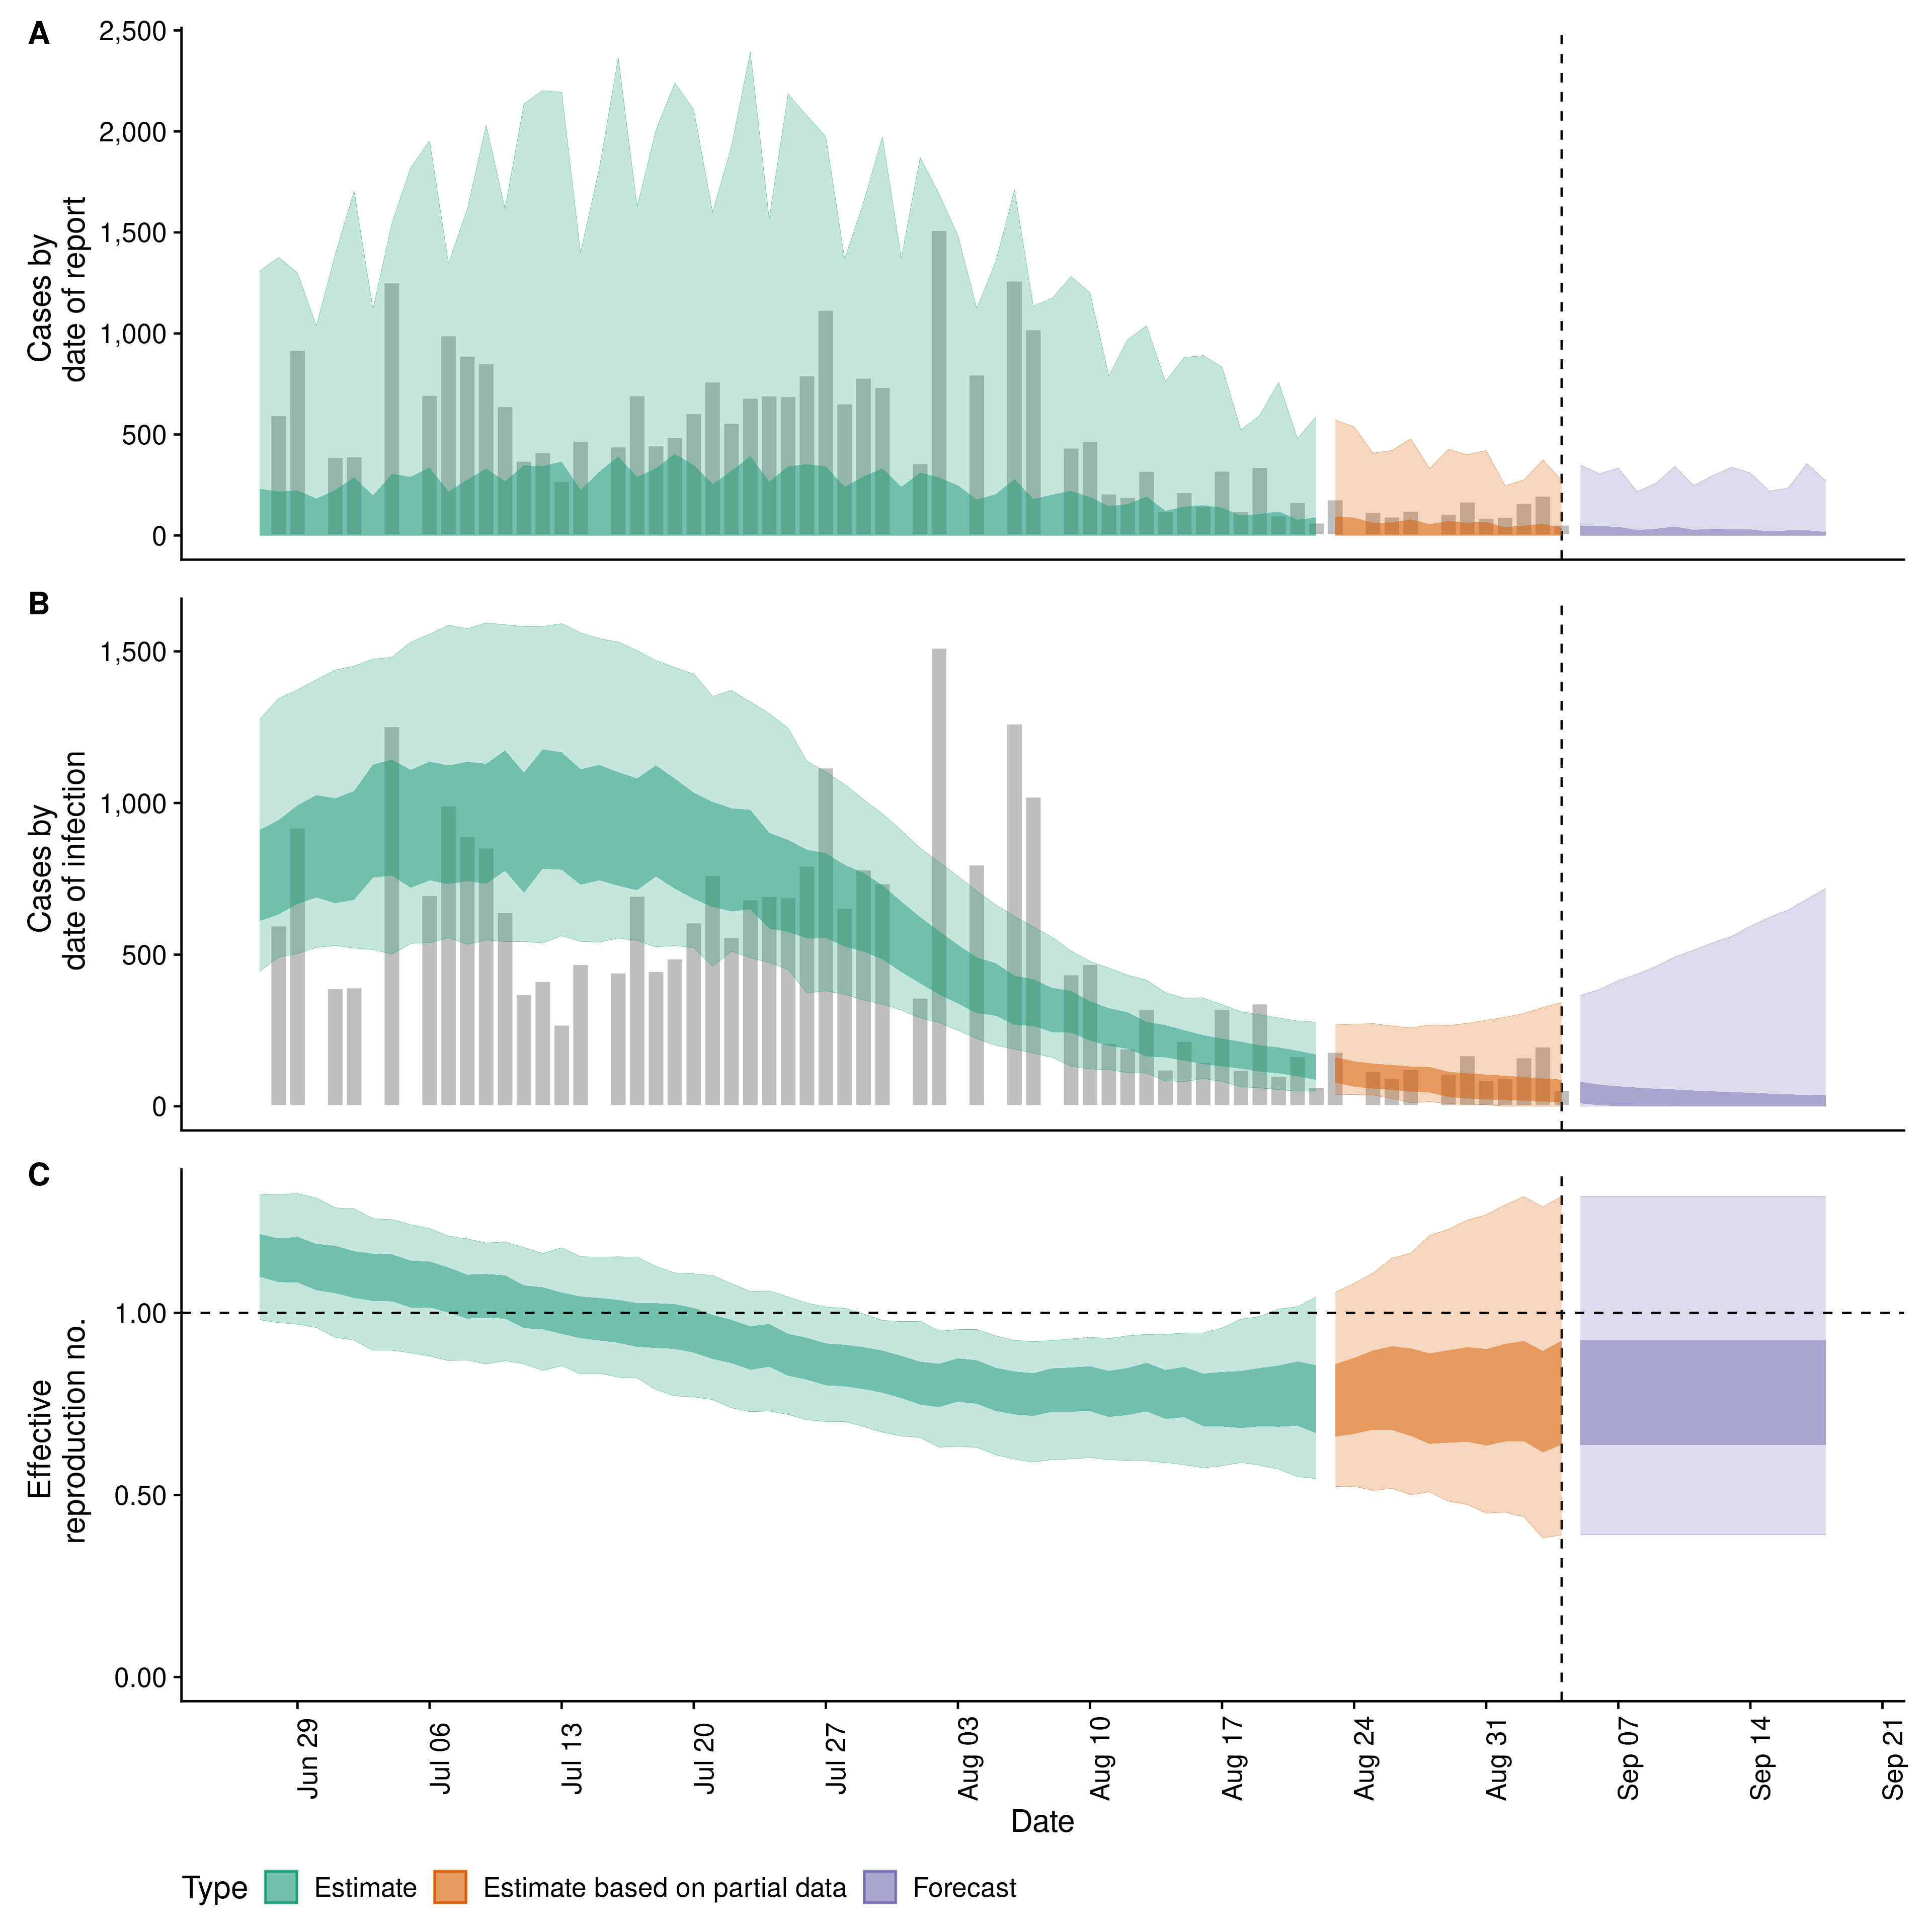 A
Cases by
date of report
2,500
2,000
1,500
1,000
500
0
B
Cases by
date of infection
1,500
1,000
500
0
C
Effective
reproduction no.
1.00
0.50
0.00
Jun 29
Jul 06
Jul 13
Jul 20
Jul 27
Aug 03
Aug 10
Aug 17
Aug 24
Aug 31
Sep 07
Sep 14
Sep 21
Date
Type Estimate Estimate based on partial data Forecast